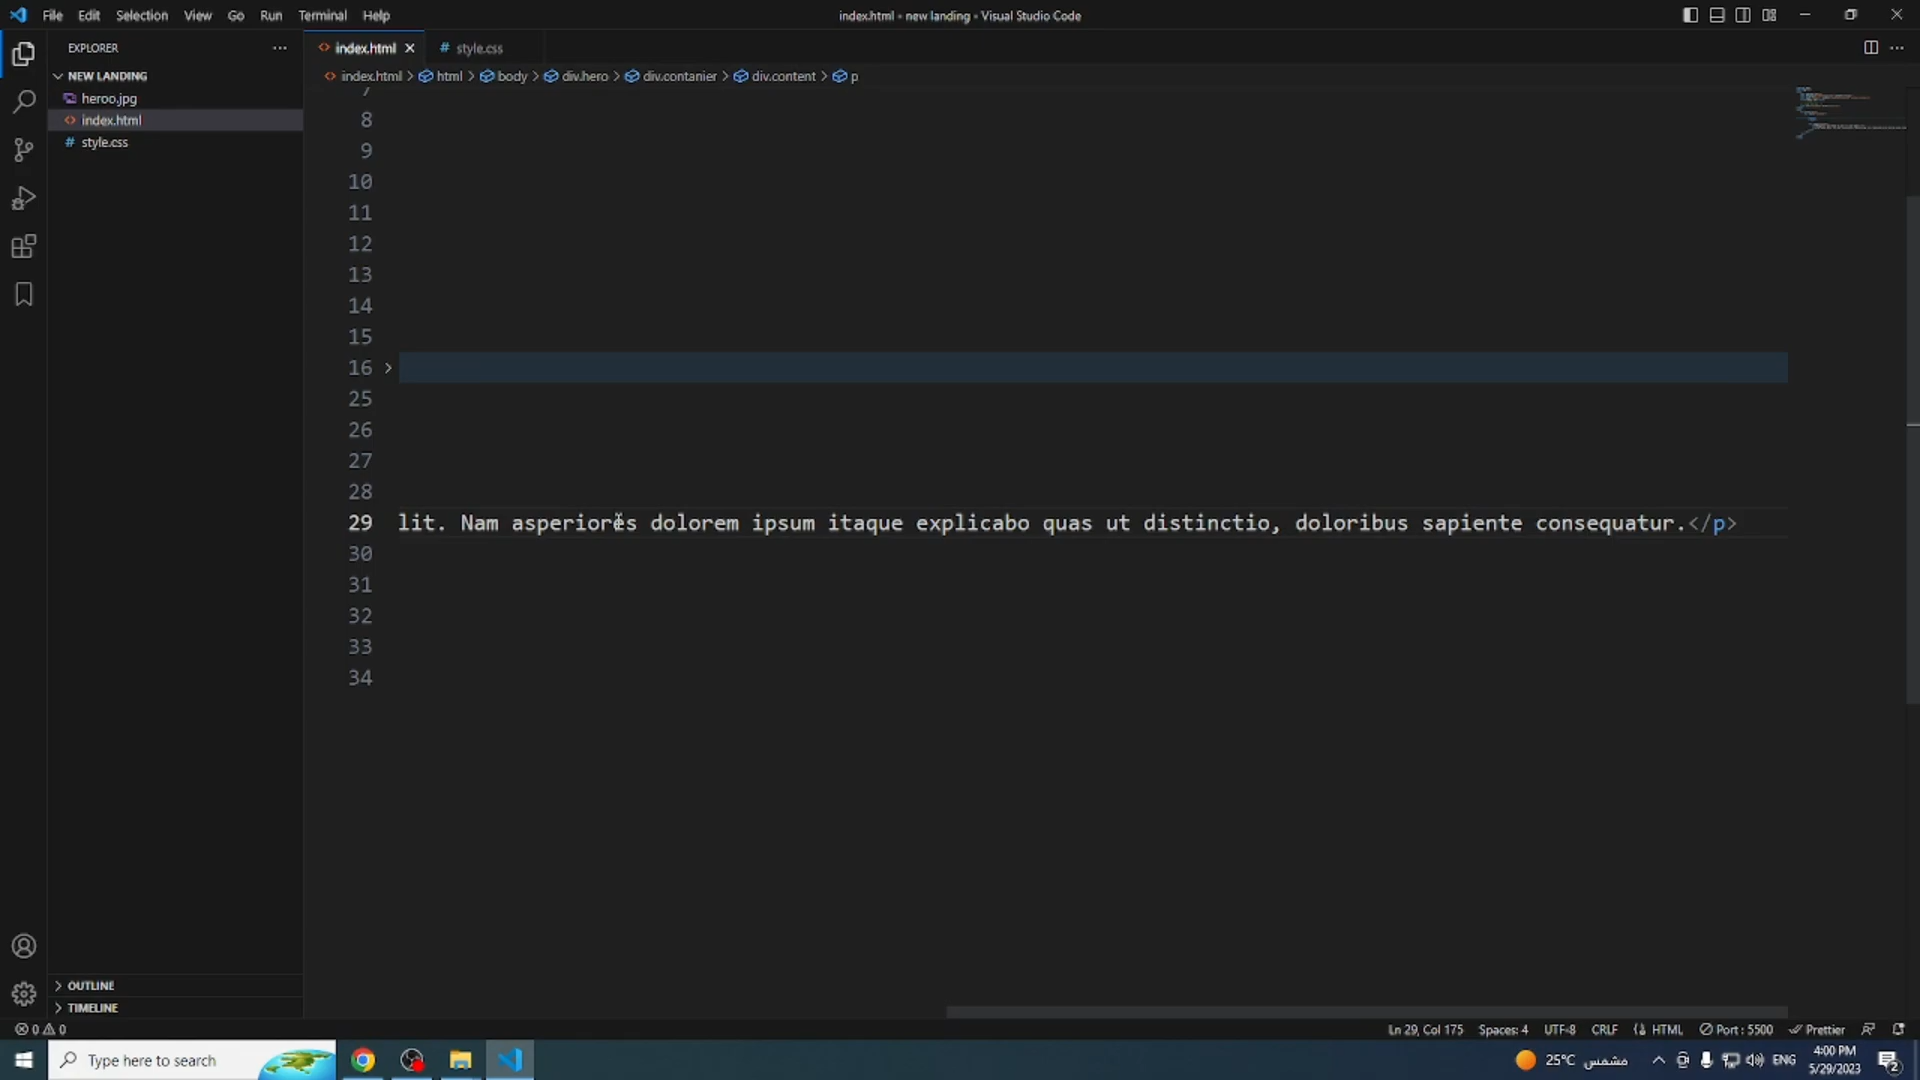 File Edit Selection View Go Run Terminal Help
index.html - new landing - Visual Studio Code
EXPLORER
NEW LANDING
heroo.jpg
index.html
style.css
index.html
style.css
index.html > html > body > div.hero > div.contanier > div.content > p
7
8
9
10
11
12
13
14
15
16
25
26
27
28
29 lit. Nam asperiores dolorem ipsum itaque explicabo quas ut distinctio, doloribus sapiente consequatur.</p>
30
31
32
33
34
OUTLINE
TIMELINE
0 0
Ln 29, Col 175 Spaces: 4 UTF-8 CRLF HTML Port : 5500 Prettier
Type here to search
25°C مشمس
ENG
4:00 PM
5/29/2023
2